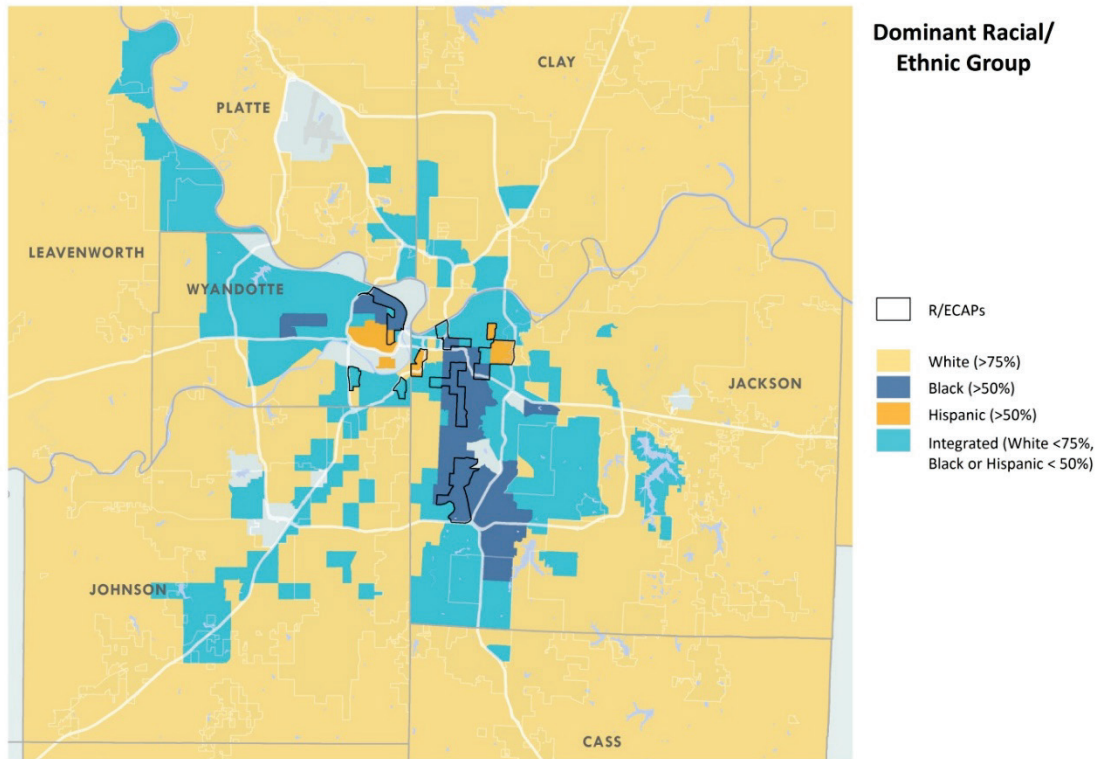 Dominant Racial/
Ethnic Group
CLAY
PLATTE
LEAVENWORTH
WYANDOTTE
JACKSON
JOHNSON
CASS
R/ECAPs
White (>75%)
Black (>50%)
Hispanic (>50%)
Integrated (White <75%,
Black or Hispanic < 50%)